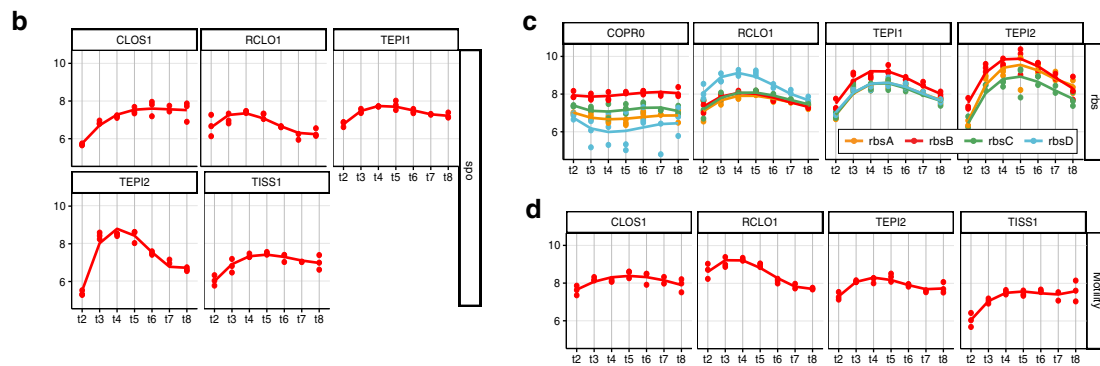 b
CLOS1 RCLO1 TEPI1
10
8
6
spo
t2 t3 t4 t5 t6 t7 t8
TEPI2 TISS1
10
8
6
t2 t3 t4 t5 t6 t7 t8 t2 t3 t4 t5 t6 t7 t8
c
COPR0 RCLO1 TEPI1 TEPI2
10
8
6
rbs
rbsA rbsB rbsC rbsD
t2 t3 t4 t5 t6 t7 t8 t2 t3 t4 t5 t6 t7 t8 t2 t3 t4 t5 t6 t7 t8 t2 t3 t4 t5 t6 t7 t8
d
CLOS1 RCLO1 TEPI2 TISS1
10
8
6
Motility
t2 t3 t4 t5 t6 t7 t8 t2 t3 t4 t5 t6 t7 t8 t2 t3 t4 t5 t6 t7 t8 t2 t3 t4 t5 t6 t7 t8